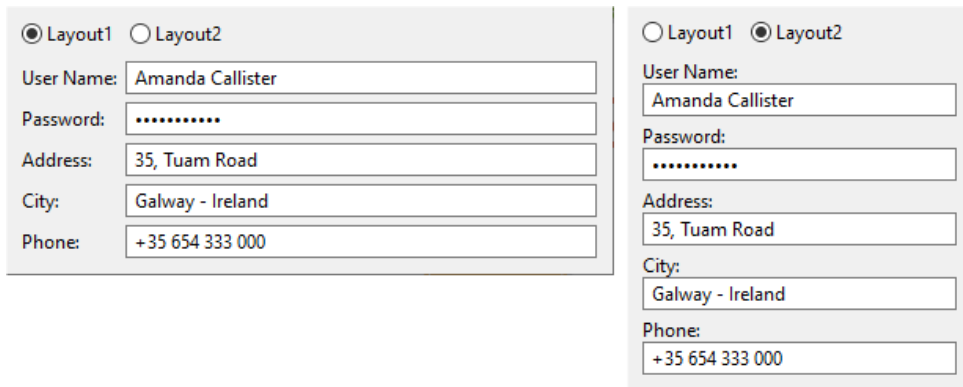 Layout1 Layout2
User Name: Amanda Callister
Password: •••••••••••
Address: 35, Tuam Road
City: Galway - Ireland
Phone: +35 654 333 000
Layout1 Layout2
User Name:
Amanda Callister
Password:
•••••••••••
Address:
35, Tuam Road
City:
Galway - Ireland
Phone:
+35 654 333 000